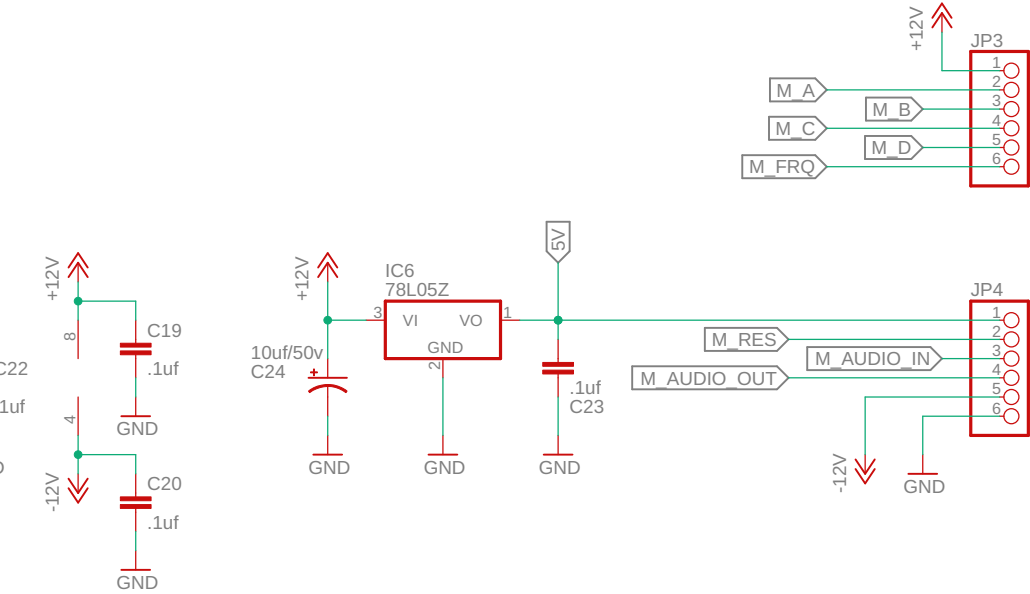 +12V
JP3
1
M_A
2
M_B
3
M_C
4
M_D
5
M_FRQ
6
5V
+12V
8
C19
.1uf
C22
1uf
4
GND
-12V
C20
.1uf
GND
+12V
IC6
78L05Z
3
VI
VO
1
GND
2
10uf/50v
C24
+
GND
GND
.1uf
C23
GND
JP4
1
M_RES
2
M_AUDIO_IN
3
M_AUDIO_OUT
4
5
6
-12V
GND